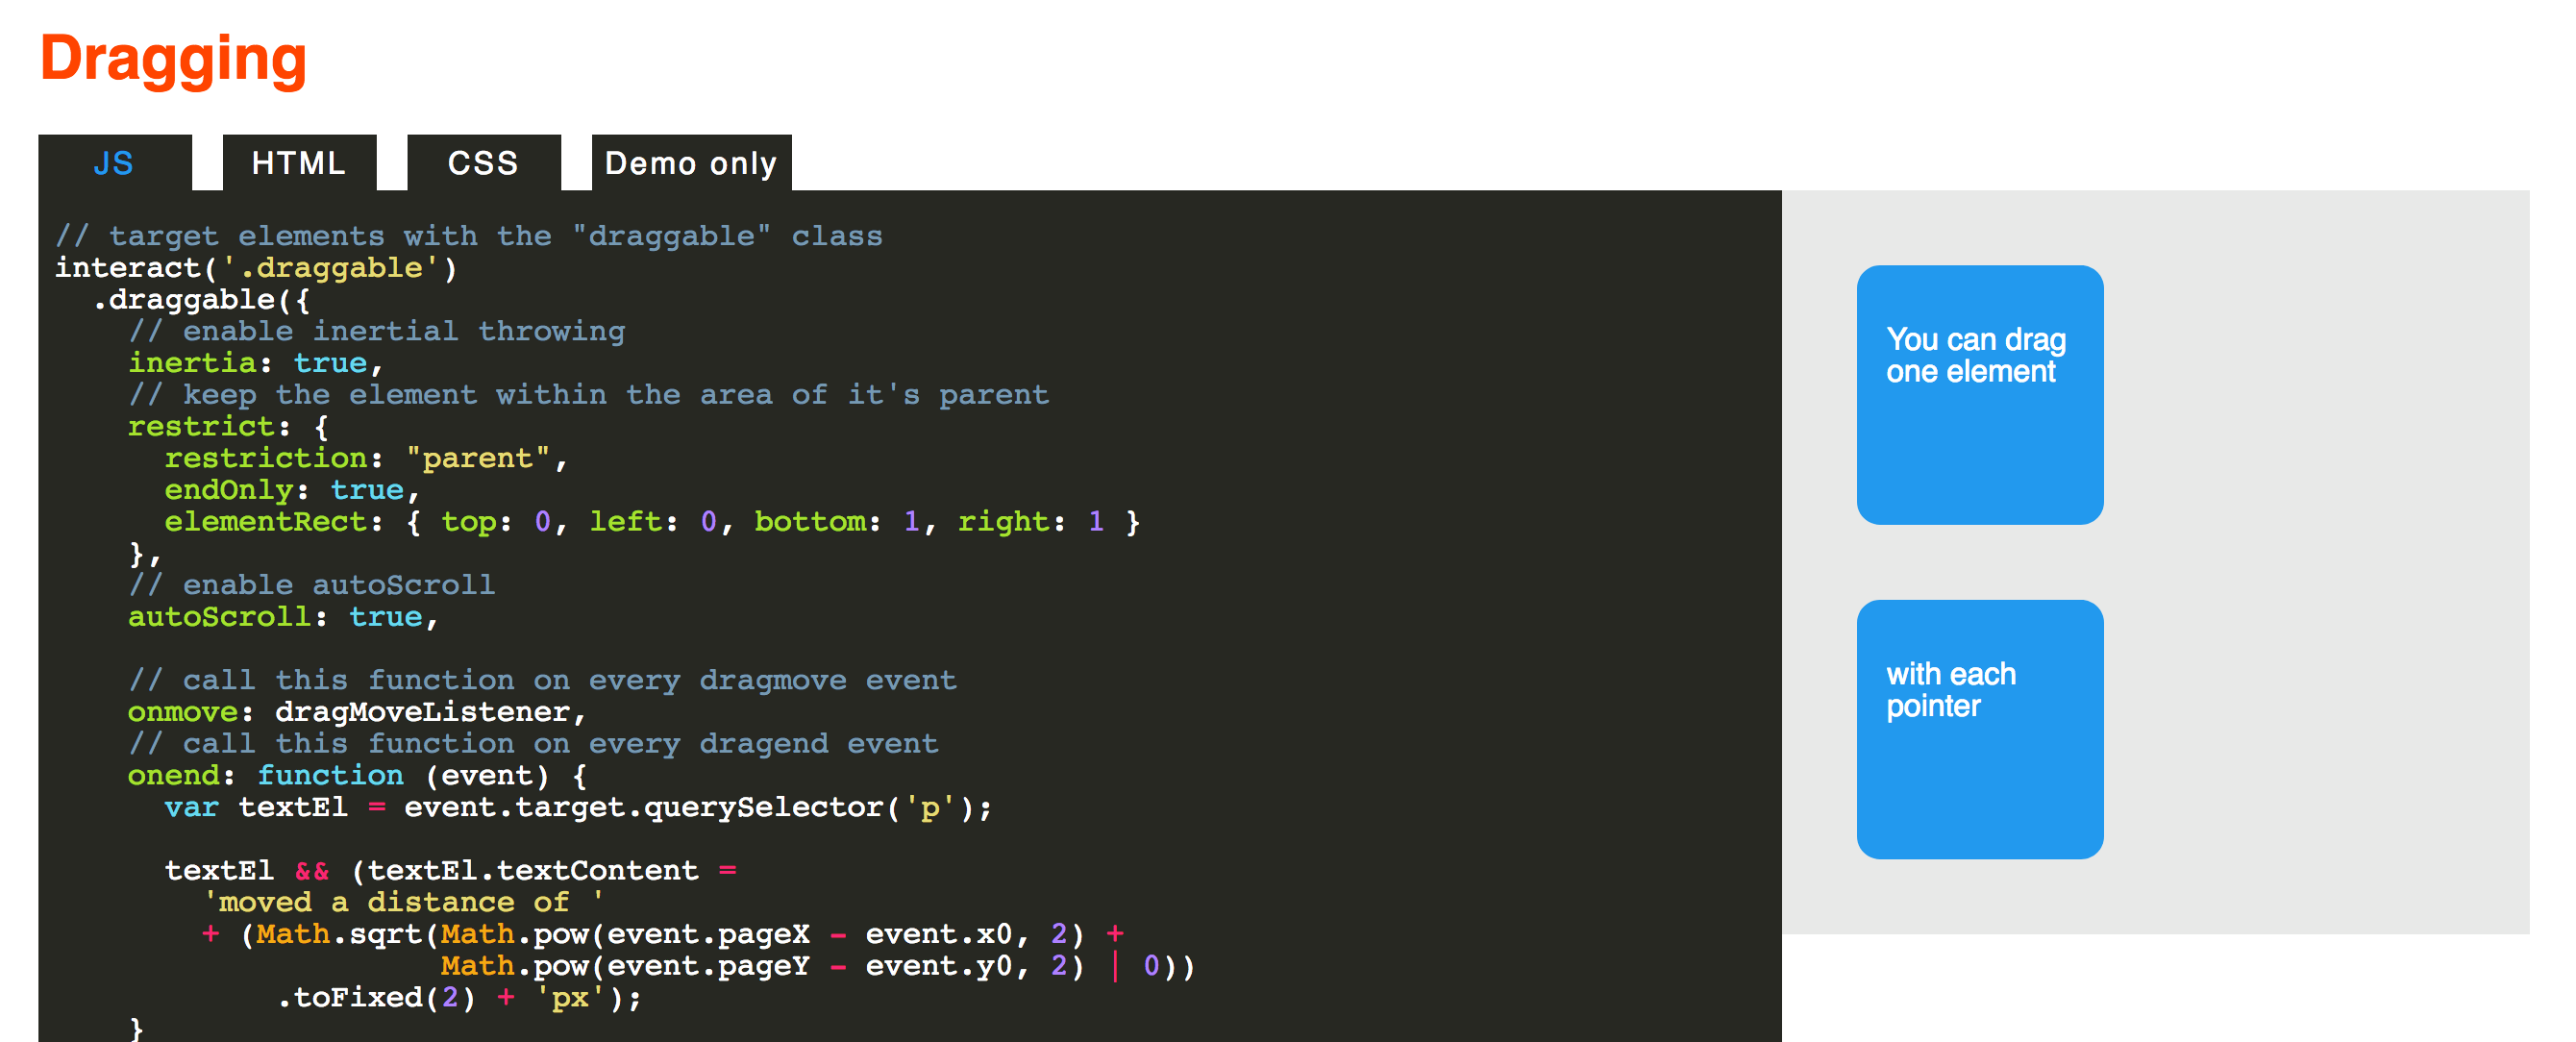 Dragging
JS HTML CSS Demo only
// target elements with the "draggable" class
interact('.draggable')
  .draggable({
    // enable inertial throwing
    inertia: true,
    // keep the element within the area of it's parent
    restrict: {
      restriction: "parent",
      endOnly: true,
      elementRect: { top: 0, left: 0, bottom: 1, right: 1 }
    },
    // enable autoScroll
    autoScroll: true,

    // call this function on every dragmove event
    onmove: dragMoveListener,
    // call this function on every dragend event
    onend: function (event) {
      var textEl = event.target.querySelector('p');

      textEl && (textEl.textContent =
        'moved a distance of '
        + (Math.sqrt(Math.pow(event.pageX - event.x0, 2) +
                     Math.pow(event.pageY - event.y0, 2) | 0))
            .toFixed(2) + 'px');
    }
You can drag
one element
with each
pointer